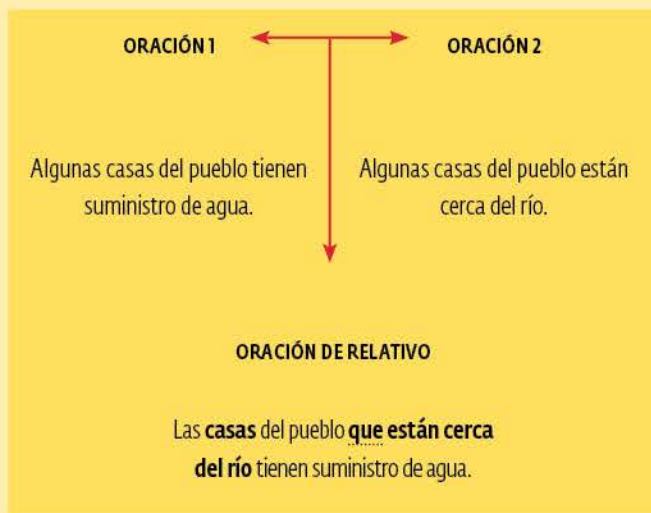 ORACIÓN 1
ORACIÓN 2
Algunas casas del pueblo tienen
suministro de agua.
Algunas casas del pueblo están
cerca del río.
ORACIÓN DE RELATIVO
Las casas del pueblo que están cerca
del río tienen suministro de agua.